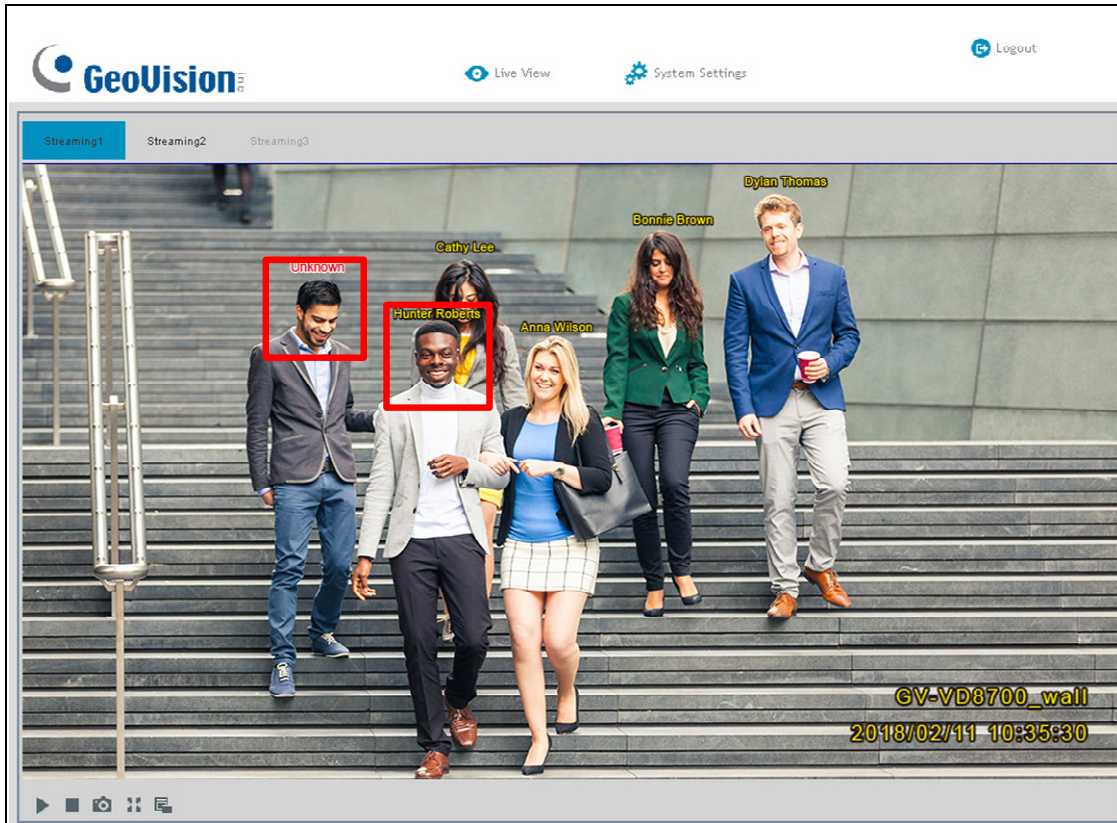 Logout
GeoVision inc
Live View
System Settings
Streaming1
Streaming2
Streaming3
Dylan Thomas
Bonnie Brown
Cathy Lee
Unknown
Hunter Roberts
Anna Wilson
GV-VD8700_wall
2018/02/11 10:35:30